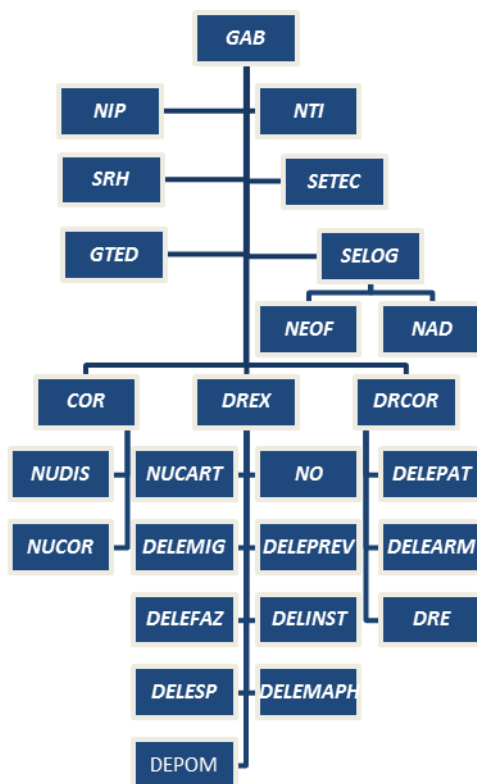 GAB
NIP NTI
SRH SETEC
GTED SELOG
NEOF NAD
COR DREX DRCOR
NUDIS NUCART NO DELEPAT
NUCOR DELEMIG DELEPREV DELEARM
DELEFAZ DELINST DRE
DELESP DELEMAPH
DEPOM